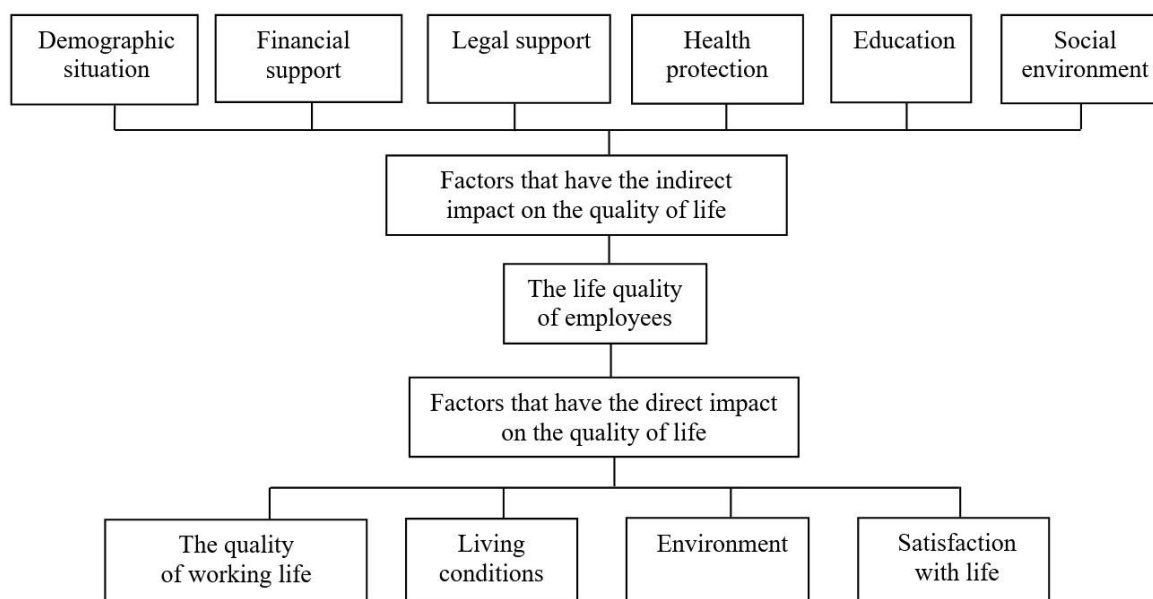 Demographic
situation
Financial
support
Legal support
Health
protection
Education
Social
environment
Factors that have the indirect
impact on the quality of life
The life quality
of employees
Factors that have the direct impact
on the quality of life
The quality
of working life
Living
conditions
Environment
Satisfaction
with life